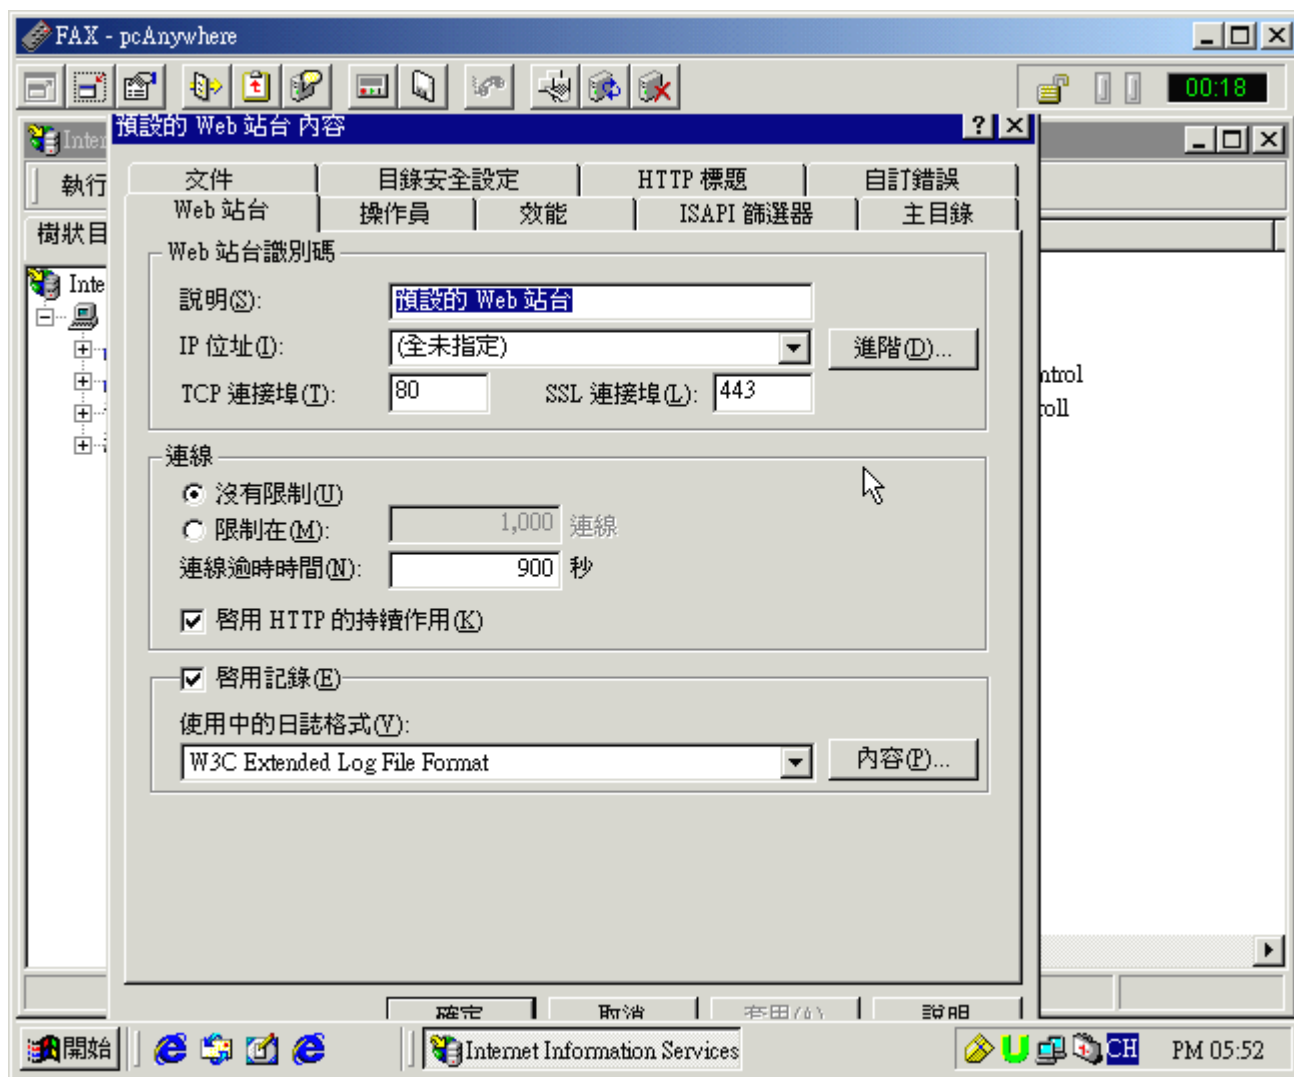 FAX - pcAnywhere
00:18
Inter
預設的 Web 站台 內容
執行
文件 目錄安全設定 HTTP 標題 自訂錯誤
Web 站台 操作員 效能 ISAPI 篩選器 主目錄
樹狀目
Web 站台識別碼
Inte
說明(S): 預設的 Web 站台
IP 位址(I): (全未指定) 進階(D)...
TCP 連接埠(T): 80 SSL 連接埠(L): 443
ntrol
roll
連線
沒有限制(U)
限制在(M): 1,000 連線
連線逾時時間(N): 900 秒
啓用 HTTP 的持續作用(K)
啓用記錄(E)
使用中的日誌格式(V):
W3C Extended Log File Format 內容(P)...
確定 取消 套用(A) 說明
開始 Internet Information Services CH PM 05:52